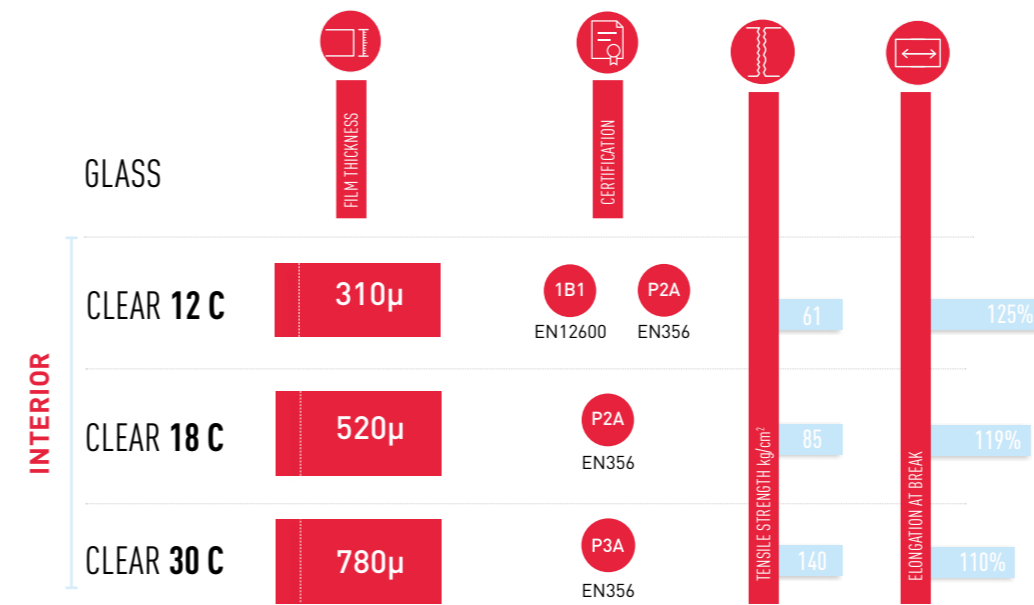 FILM THICKNESS
CERTIFICATION
TENSILE STRENGTH kg/cm²
ELONGATION AT BREAK
GLASS
INTERIOR
CLEAR 12 C
310µ
1B1
EN12600
P2A
EN356
61
125%
CLEAR 18 C
520µ
P2A
EN356
85
119%
CLEAR 30 C
780µ
P3A
EN356
140
110%